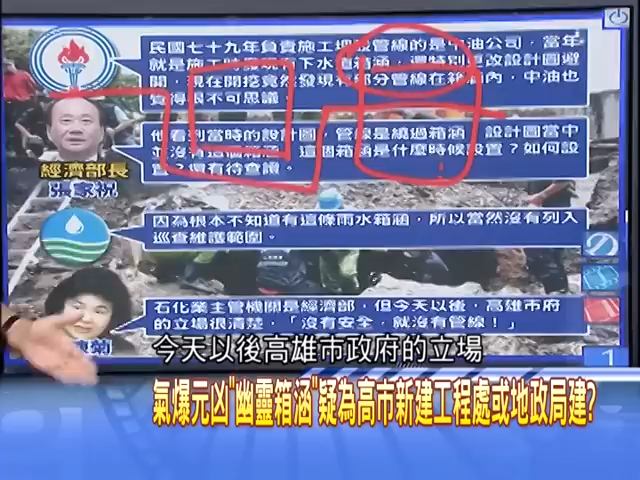 民國七十九年負責施工埋設管線的是中油公司，當年
就是施工時發現地下水箱涵，還特別更改設計圖避
開，現在開挖竟然發現有部分管線在箱涵內，中油也
覺得很不可思議。
他看到當時的設計圖，管線是繞過箱涵，設計圖當中
並沒有這個箱涵。這個箱涵是什麼時候設置？如何設
置？還有待查證。
經濟部長
張家祝
因為根本不知道有這條雨水箱涵，所以當然沒有列入
巡查維護範圍。
石化業主管機關是經濟部，但今天以後，高雄市府
的立場很清楚，「沒有安全，就沒有管線！」
菊
の
1
今天以後高雄市政府的立場
氣爆元凶"幽靈箱涵"疑為高市新建工程處或地政局建?